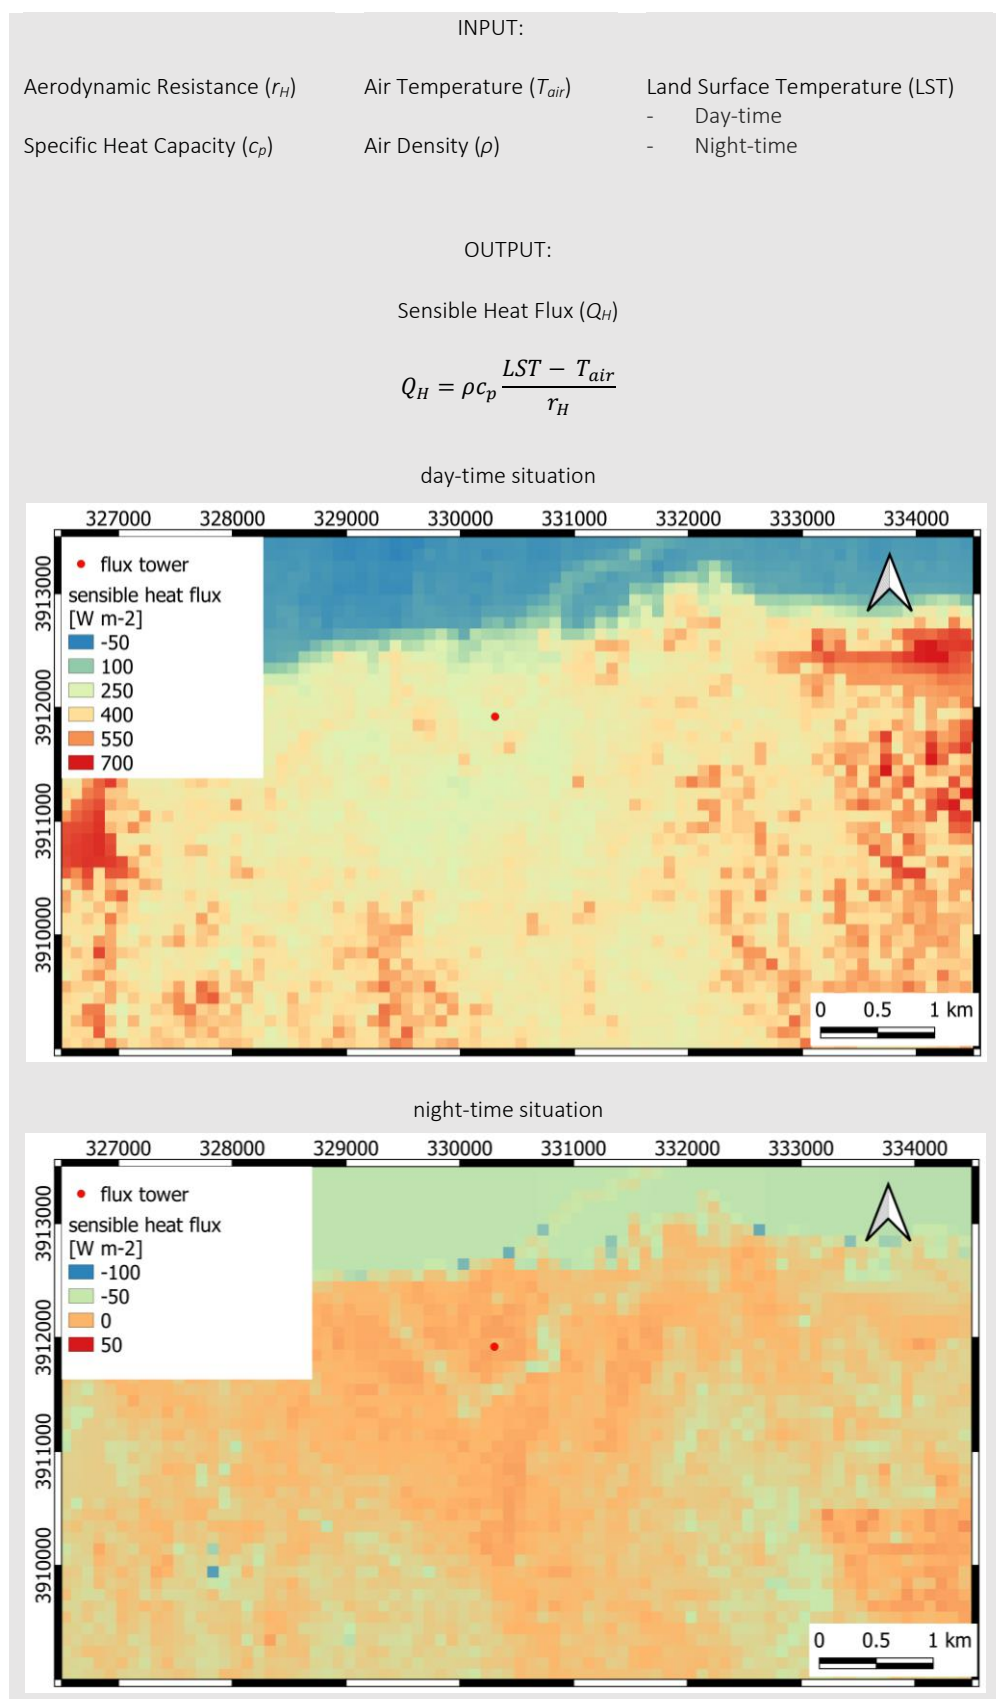 INPUT:
Aerodynamic Resistance (rH)
Air Temperature (Tair)
Land Surface Temperature (LST)
- Day-time
Specific Heat Capacity (cp)
Air Density (ρ)
- Night-time
OUTPUT:
Sensible Heat Flux (QH)
QH = ρcp (LST − Tair) / rH
day-time situation
327000 328000 329000 330000 331000 332000 333000 334000
3913000
3912000
3911000
3910000
flux tower
sensible heat flux
[W m-2]
-50
100
250
400
550
700
0 0.5 1 km
night-time situation
327000 328000 329000 330000 331000 332000 333000 334000
3913000
3912000
3911000
3910000
flux tower
sensible heat flux
[W m-2]
-100
-50
0
50
0 0.5 1 km